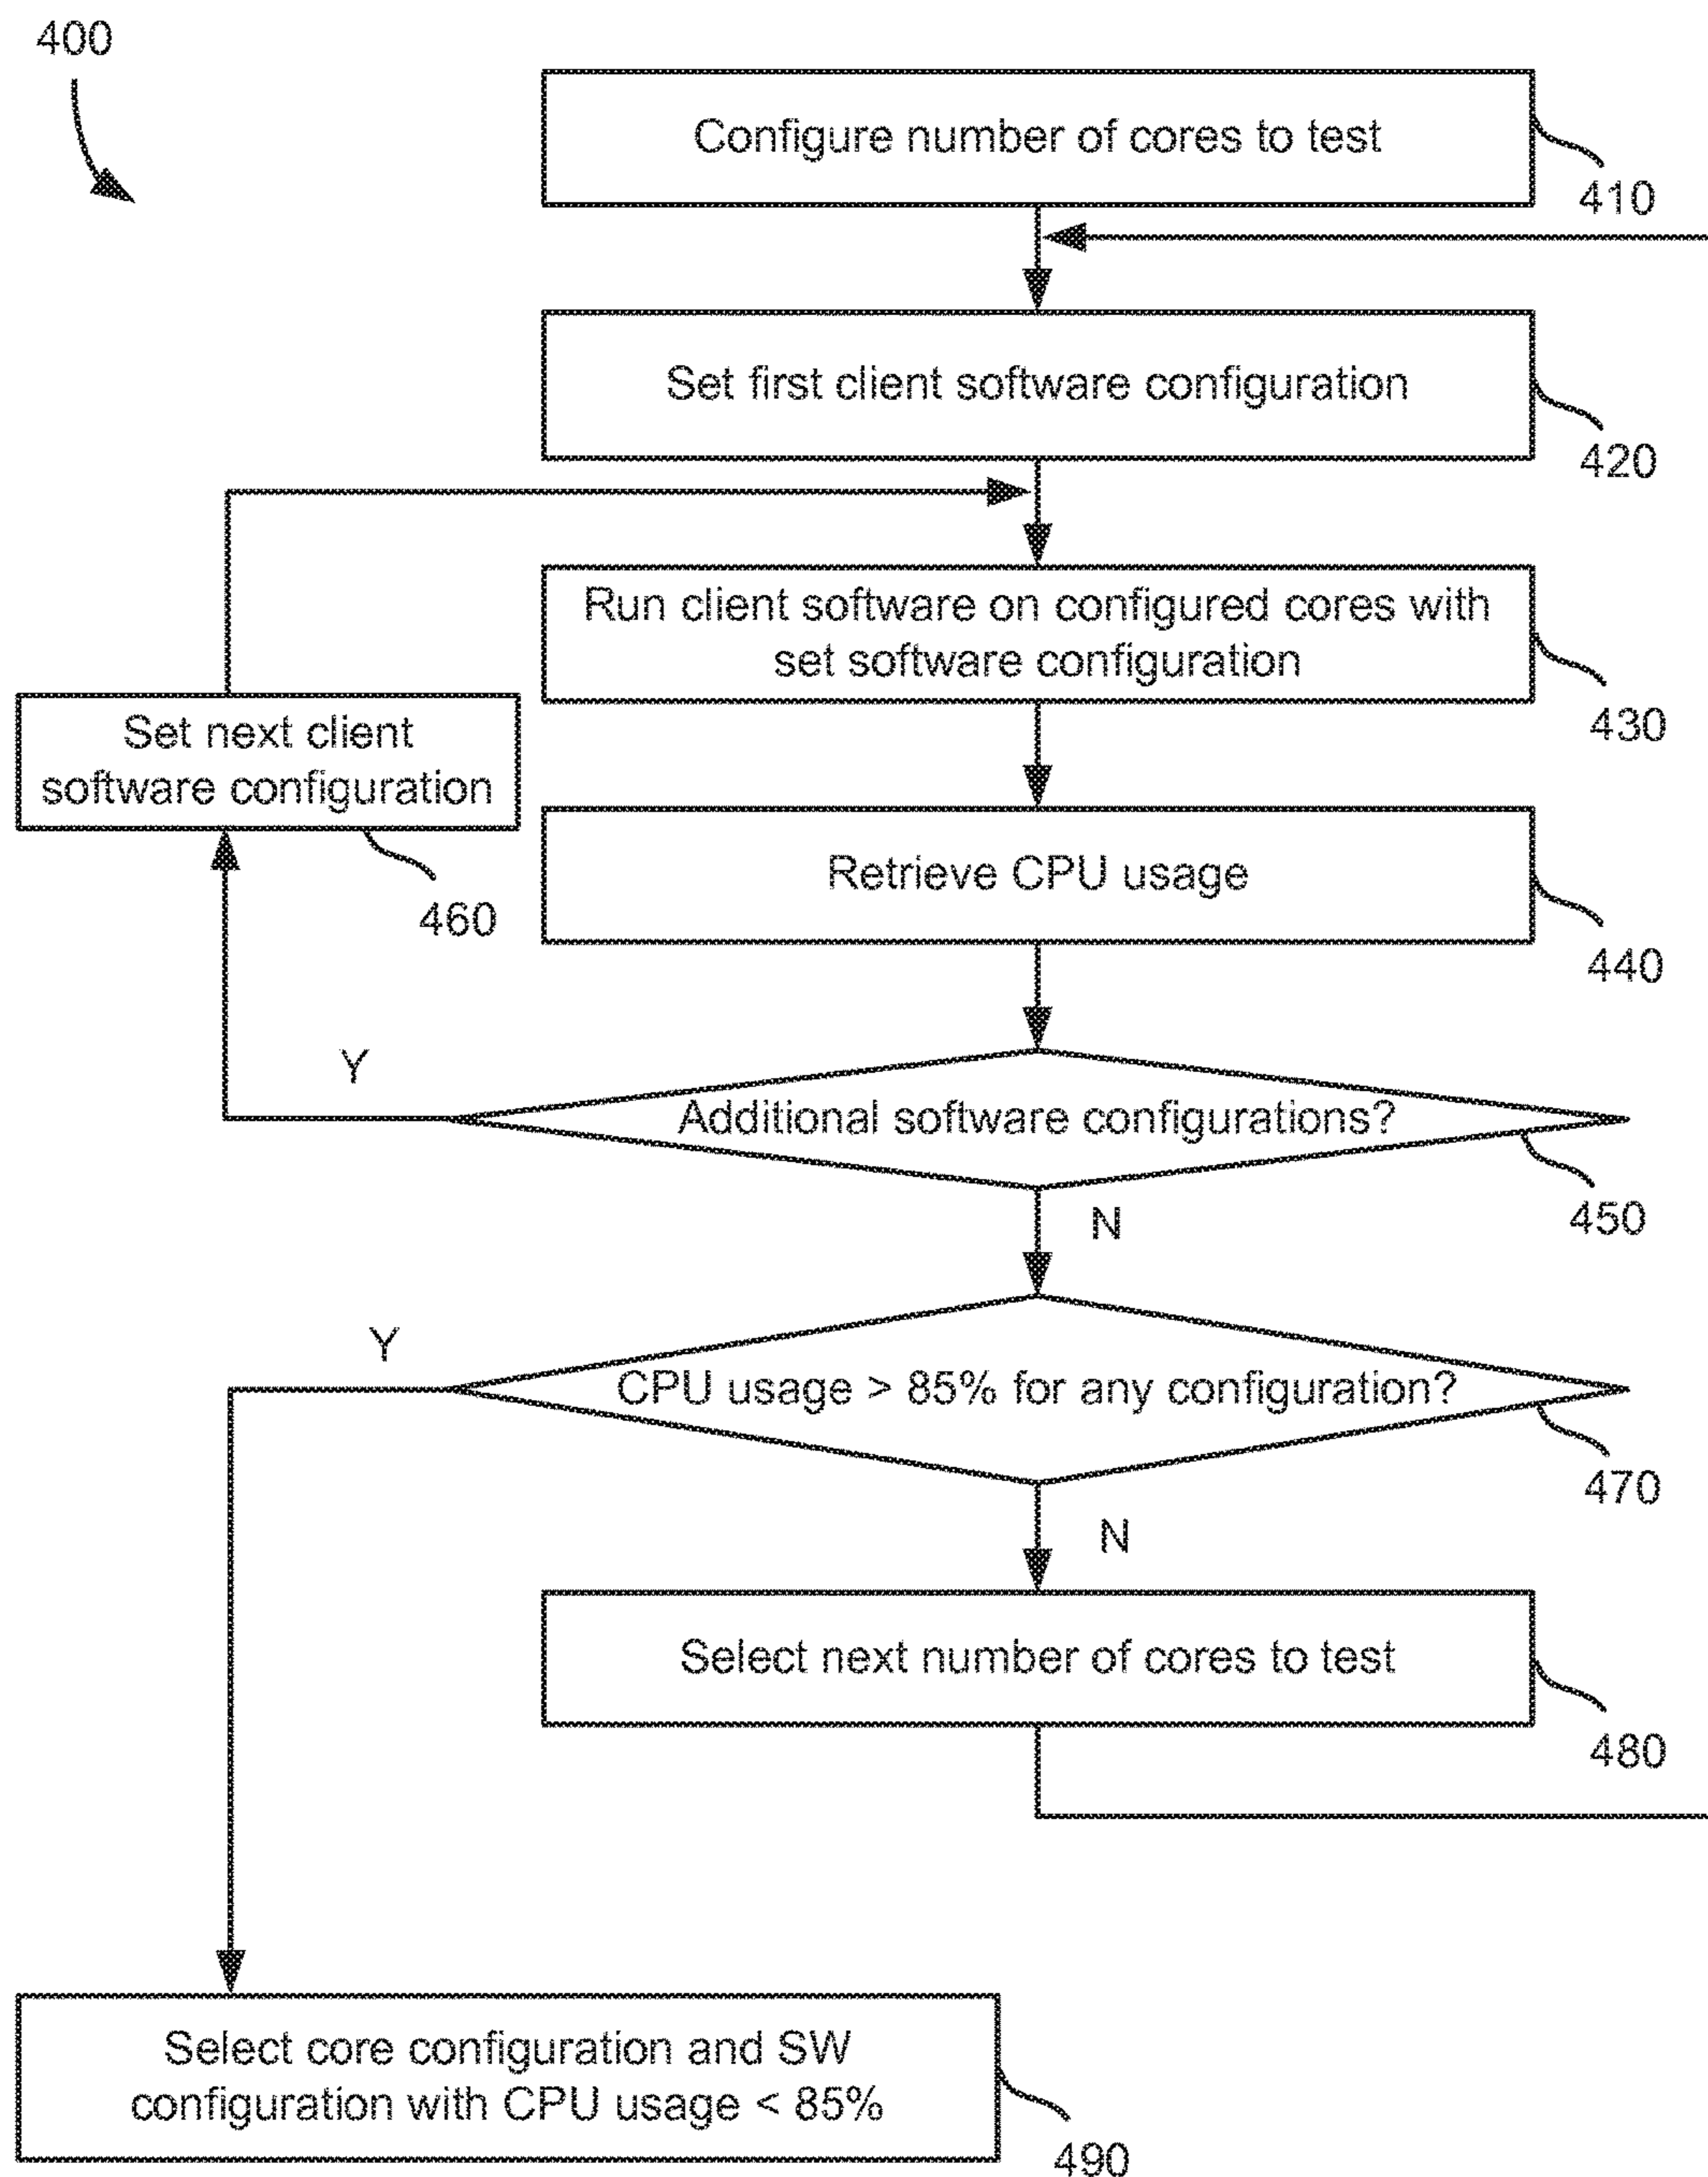 400
Configure number of cores to test
410
Set first client software configuration
420
Run client software on configured cores with
set software configuration
430
Set next client
software configuration
460
Retrieve CPU usage
440
Y
Additional software configurations?
450
N
Y
CPU usage > 85% for any configuration?
470
N
Select next number of cores to test
480
Select core configuration and SW
configuration with CPU usage < 85%
490